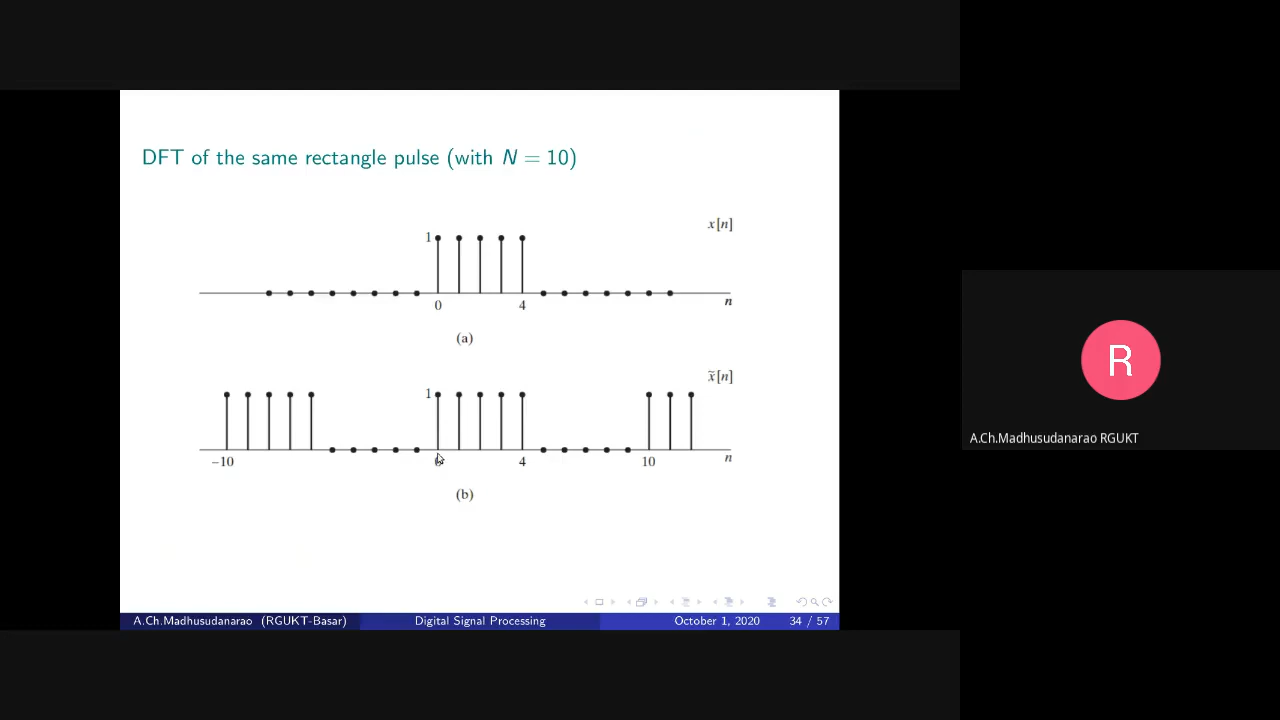 DFT of the same rectangle pulse (with N = 10)
x[n]
1
0 4 n
(a)
x̃[n]
1
−10 4 10 n
(b)
R
A.Ch.Madhusudanarao RGUKT
A.Ch.Madhusudanarao (RGUKT-Basar) Digital Signal Processing October 1, 2020 34 / 57